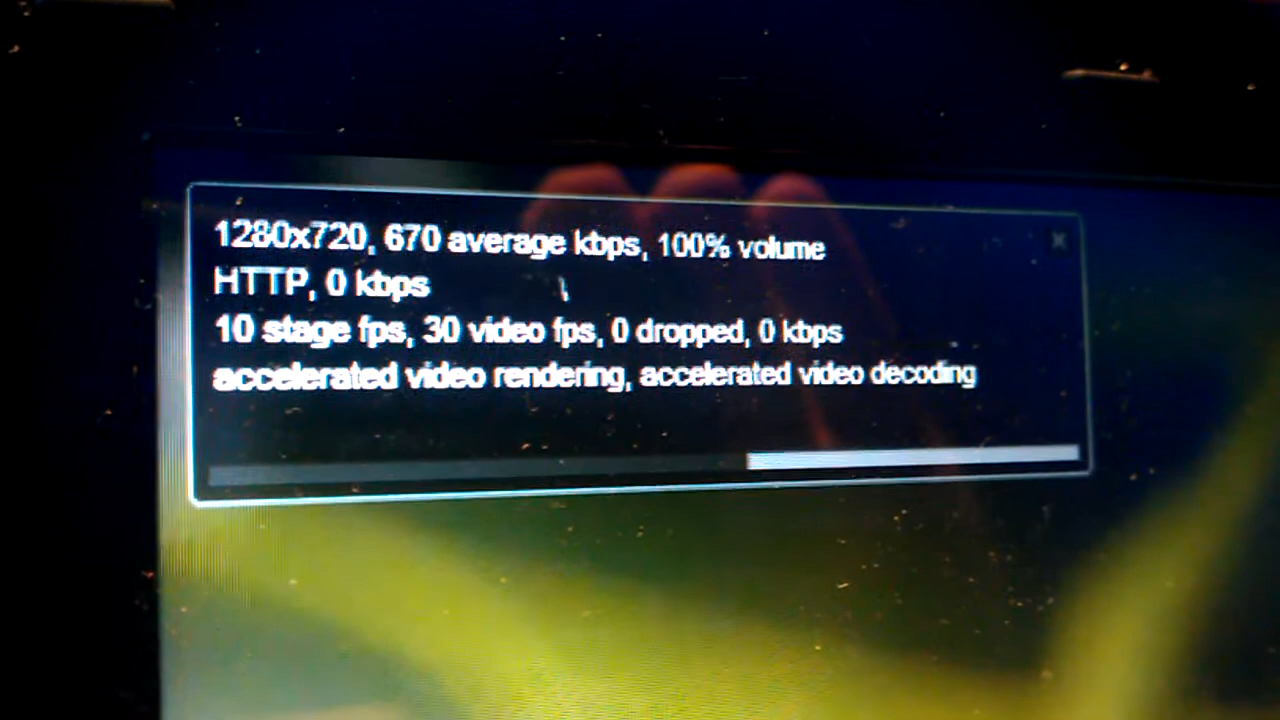 1280x720, 670 average kbps, 100% volume
HTTP, 0 kbps
10 stage fps, 30 video fps, 0 dropped, 0 kbps
accelerated video rendering, accelerated video decoding